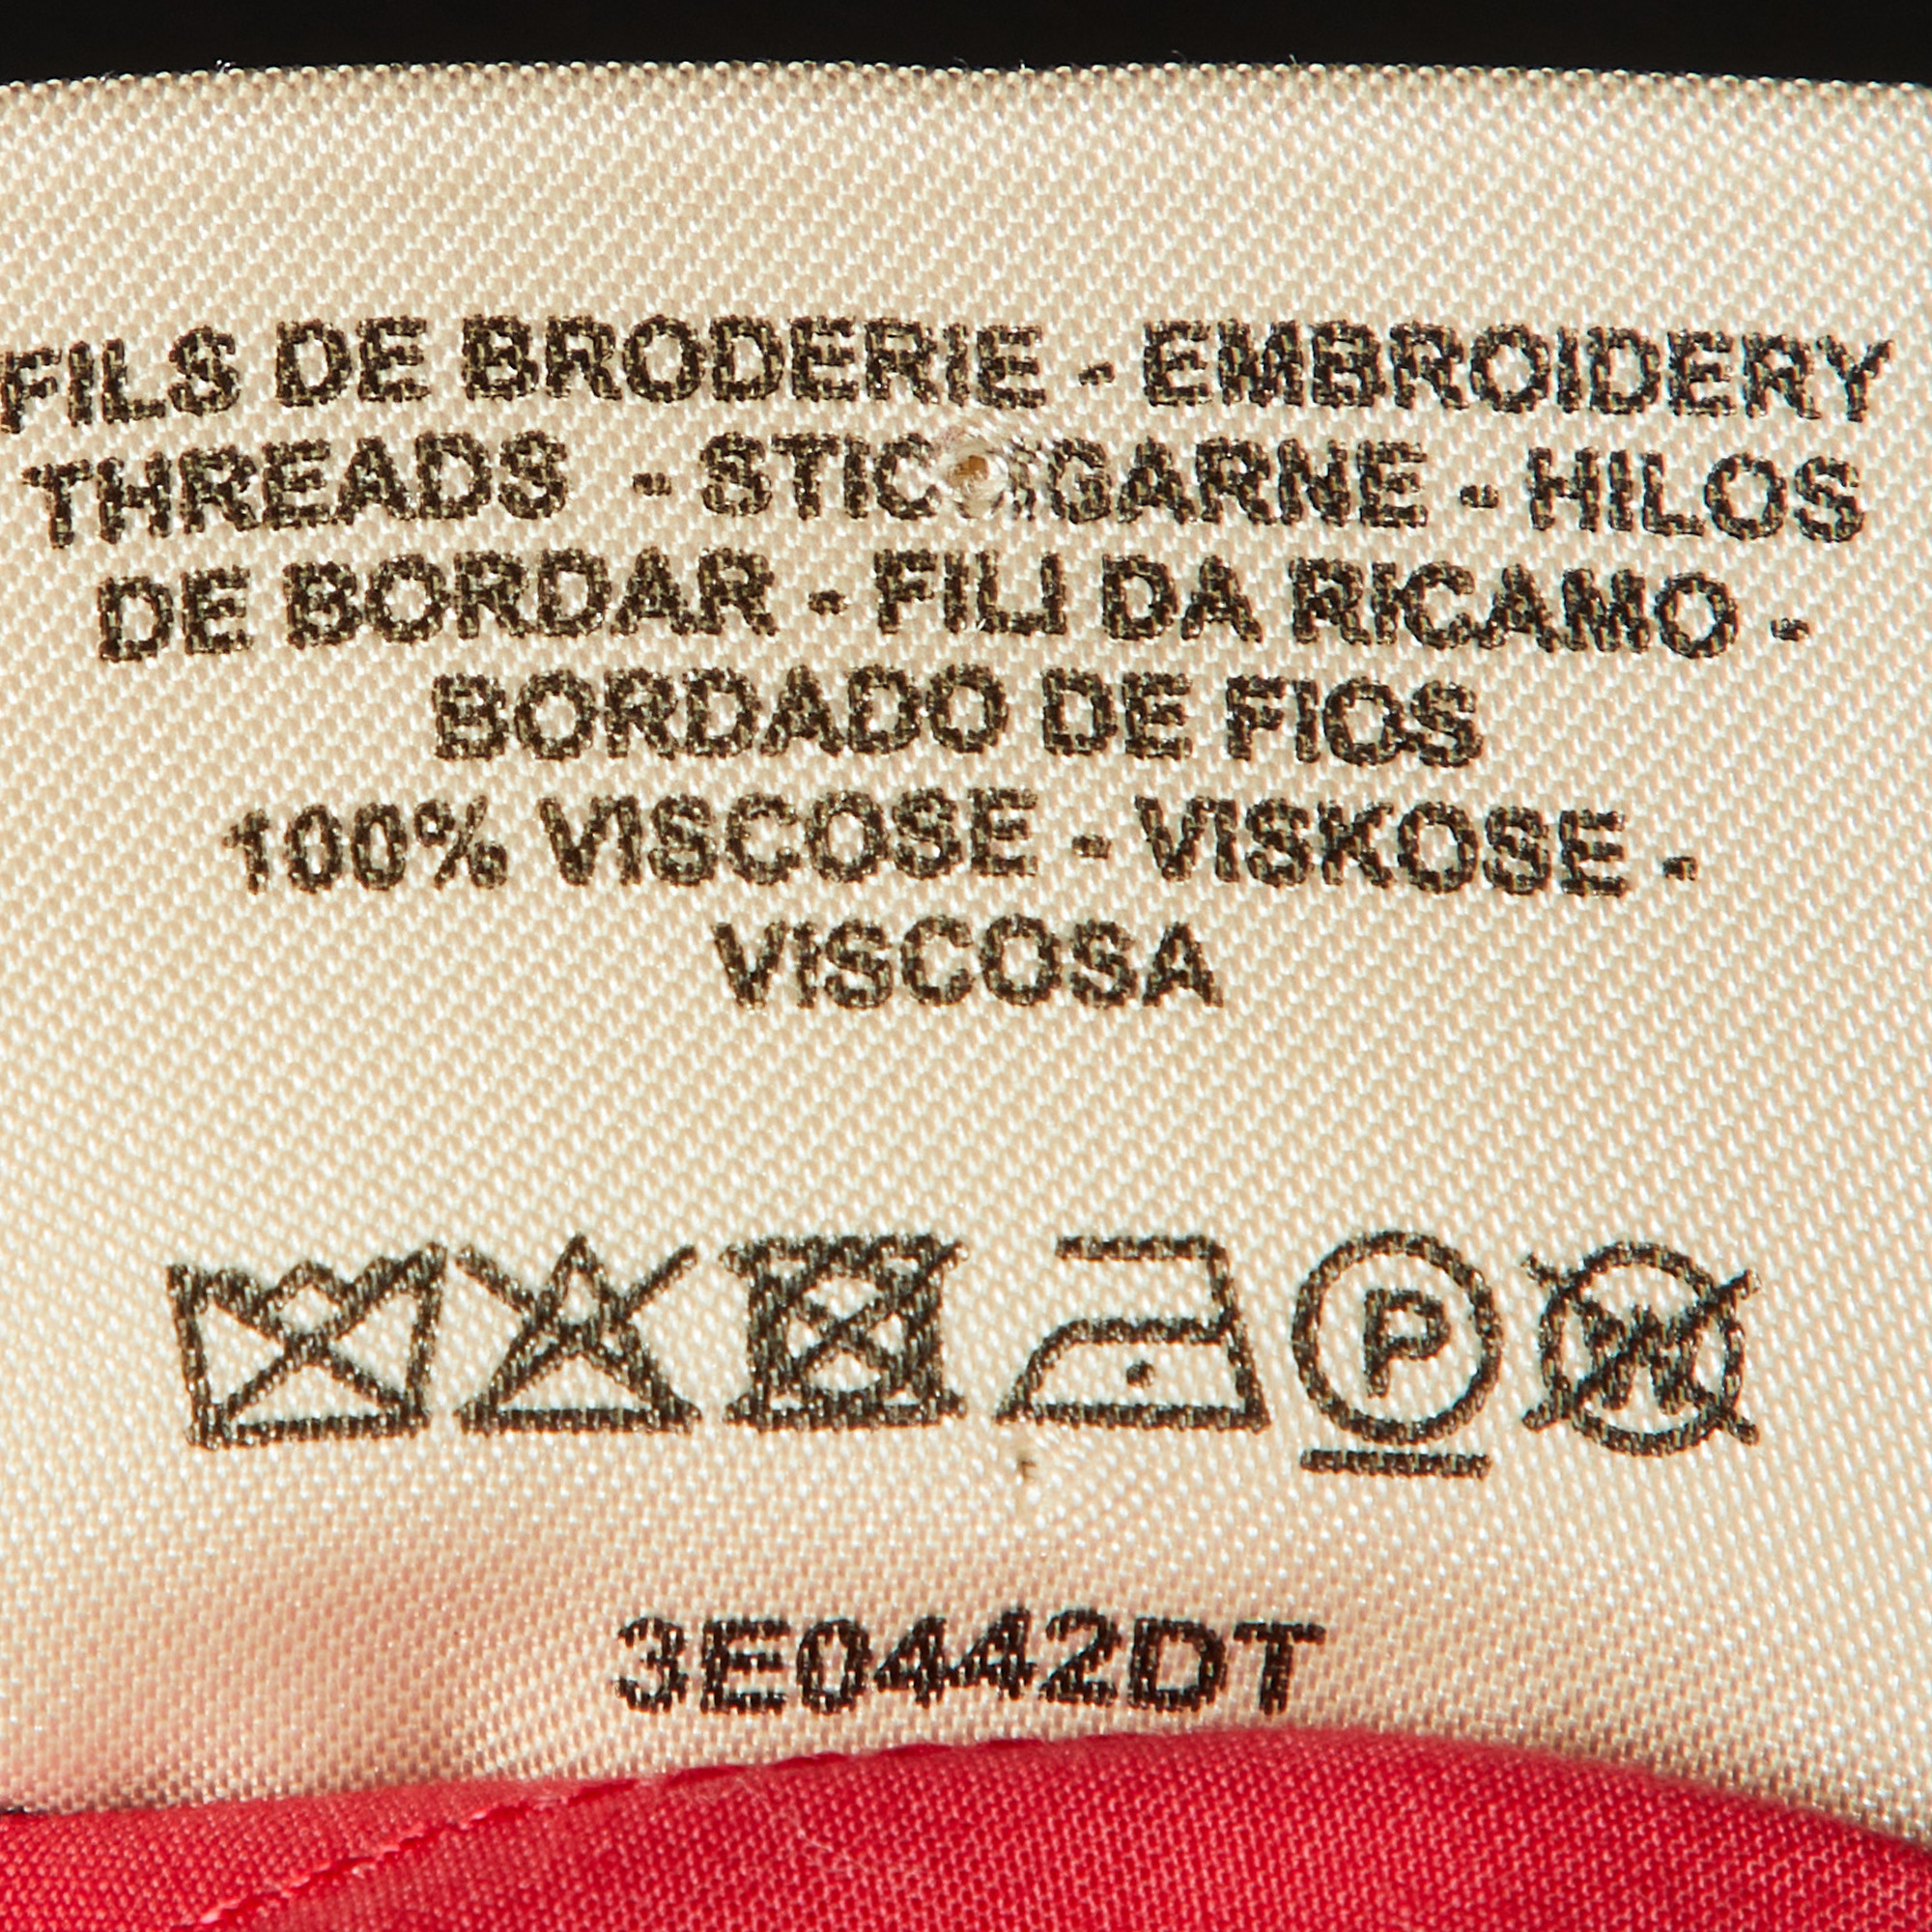 FILS DE BRODERIE - EMBROIDERY
THREADS - GARNE - HILOS
DE BORDAR - FILI DA RICAMO -
BORDADO DE FIOS
100% VISCOSE - VISKOSE -
VISCOSA
P W
3E0442DT